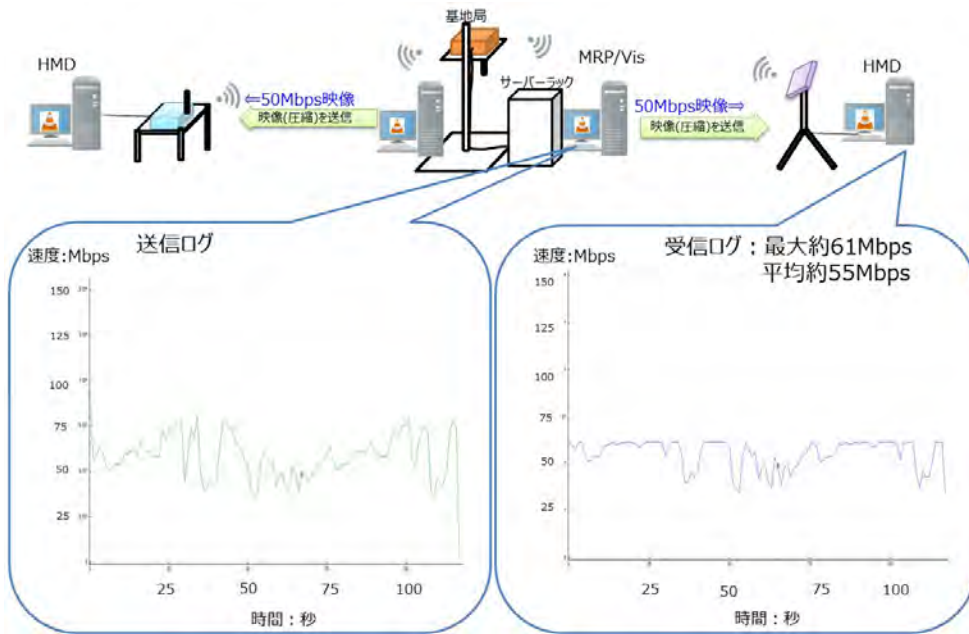 基地局
HMD
MRP/Vis
HMD
サーバーラック
⇐50Mbps映像
50Mbps映像⇒
映像(圧縮)を送信
映像(圧縮)を送信
送信ログ
速度:Mbps
150
125
100
75
50
25
25
50
75
100
時間：秒
受信ログ：最大約61Mbps
平均約55Mbps
速度:Mbps
150
125
100
75
50
25
25
50
75
100
時間：秒